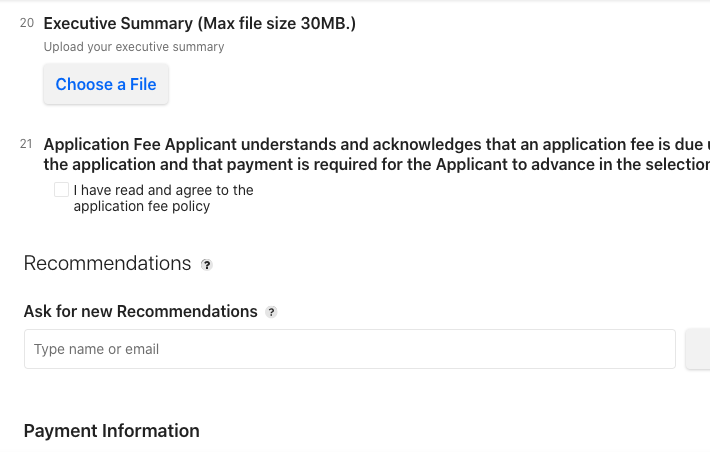 20 Executive Summary (Max file size 30MB.)
Upload your executive summary
Choose a File
21 Application Fee Applicant understands and acknowledges that an application fee is due
the application and that payment is required for the Applicant to advance in the selection
I have read and agree to the
application fee policy
Recommendations ?
Ask for new Recommendations ?
Type name or email
Payment Information